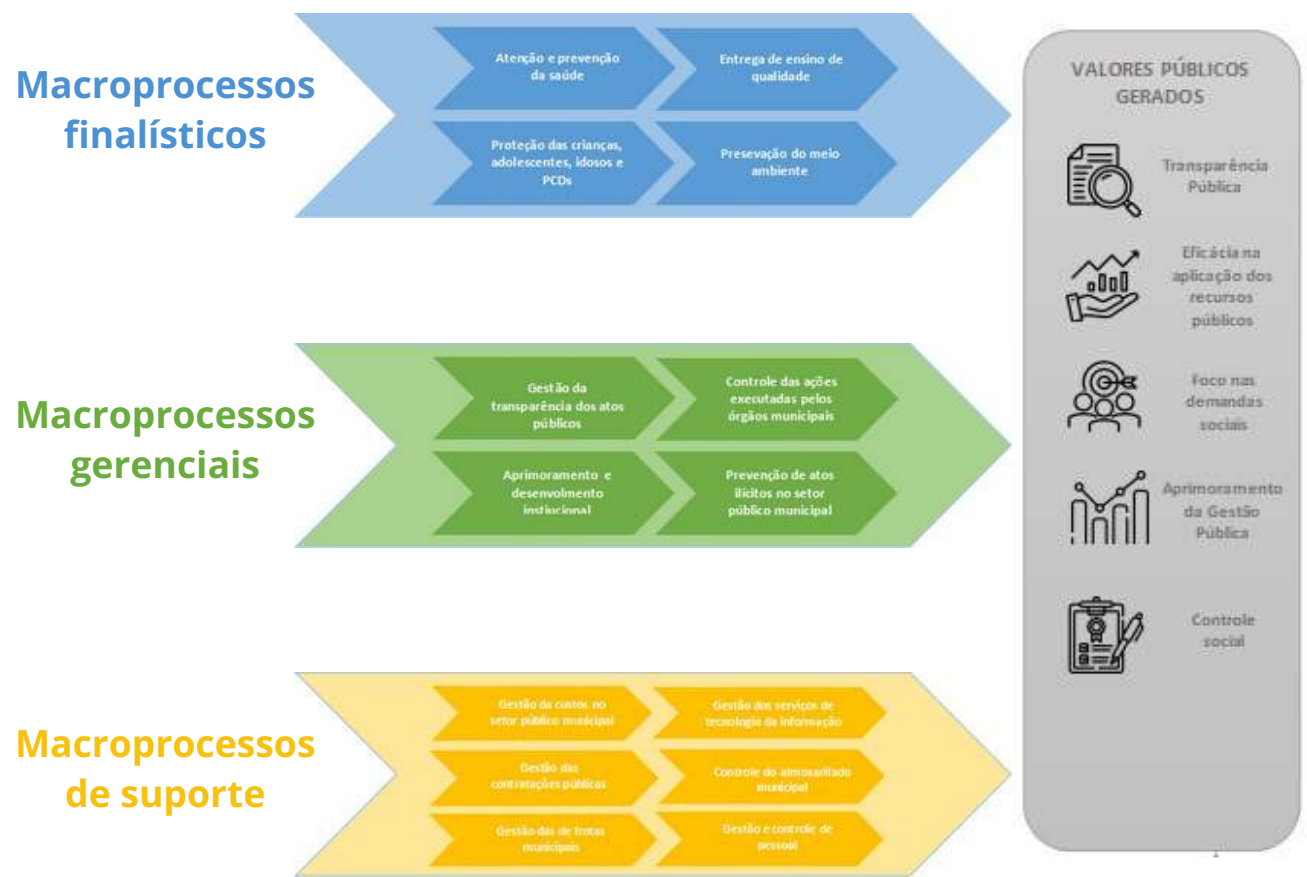 Macroprocessos
finalísticos
Atenção e prevenção
da saúde
Entrega de ensino de
qualidade
Proteção das crianças,
adolescentes, idosos e
PCDs
Presevação do meio
ambiente
Macroprocessos
gerenciais
Gestão da
transparência dos atos
públicos
Controle das ações
executadas pelos
órgãos municipais
Aprimoramento e
desenvolmento
instiucional
Prevenção de atos
ilícitos no setor
público municipal
Macroprocessos
de suporte
Gestão de custos no
setor público municipal
Gestão dos serviços de
tecnologia da informação
Gestão das
contratações públicas
Controle do almoxarifado
municipal
Gestão das de frotas
municipais
Gestão e controle de
pessoal
VALORES PÚBLICOS
GERADOS
Transparência
Pública
Eficácia na
aplicação dos
recursos
públicos
Foco nas
demandas
sociais
Aprimoramento
da Gestão
Pública
Controle
social